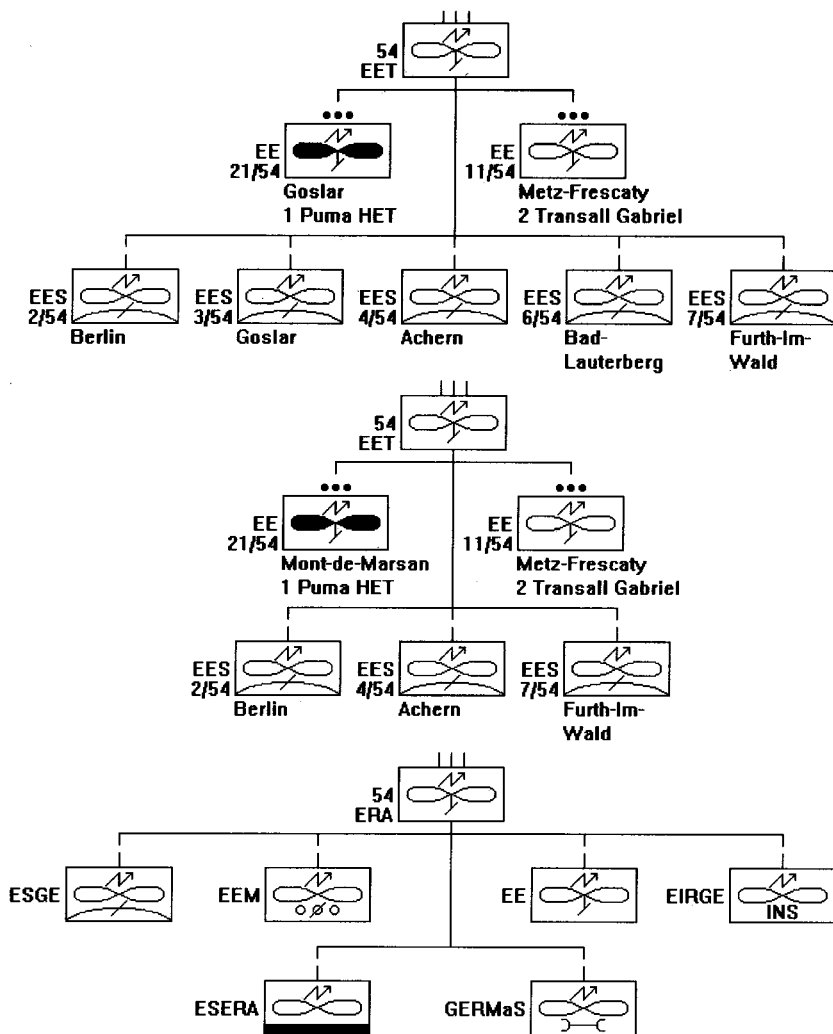 54
EET
EE
21/54
Goslar
1 Puma HET
EE
11/54
Metz-Frescaty
2 Transall Gabriel
EES
2/54
Berlin
EES
3/54
Goslar
EES
4/54
Achern
EES
6/54
Bad-
Lauterberg
EES
7/54
Furth-Im-
Wald
54
EET
EE
21/54
Mont-de-Marsan
1 Puma HET
EE
11/54
Metz-Frescaty
2 Transall Gabriel
EES
2/54
Berlin
EES
4/54
Achern
EES
7/54
Furth-Im-
Wald
54
ERA
ESGE
EEM
EE
EIRGE
INS
ESERA
GERMaS